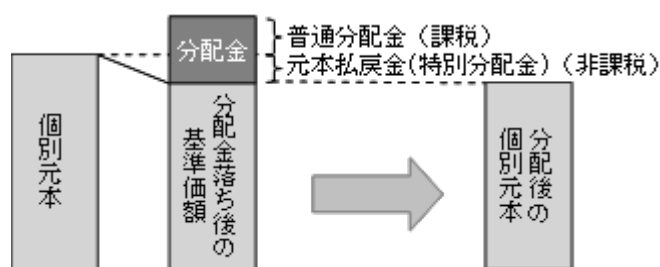 分配金
普通分配金（課税）
元本払戻金(特別分配金)（非課税）
個別元本
分配金落ち後の
基準価額
分配後の
個別元本